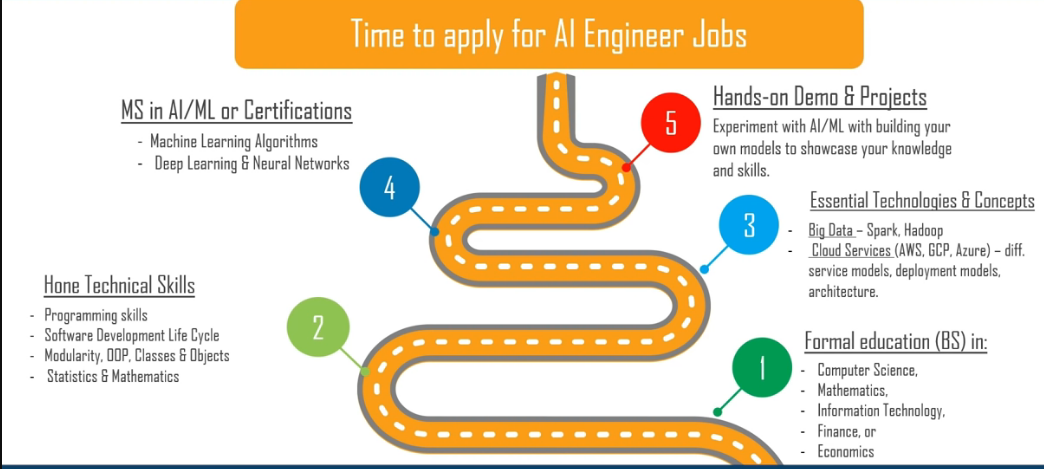 Time to apply for AI Engineer Jobs
5
Hands-on Demo & Projects
Experiment with AI/ML with building your
own models to showcase your knowledge
and skills.
MS in AI/ML or Certifications
- Machine Learning Algorithms
- Deep Learning & Neural Networks
4
3
Essential Technologies & Concepts
- Big Data – Spark, Hadoop
- Cloud Services (AWS, GCP, Azure) – diff.
service models, deployment models,
architecture.
Hone Technical Skills
- Programming skills
- Software Development Life Cycle
- Modularity, OOP, Classes & Objects
- Statistics & Mathematics
2
1
Formal education (BS) in:
- Computer Science,
- Mathematics,
- Information Technology,
- Finance, or
- Economics